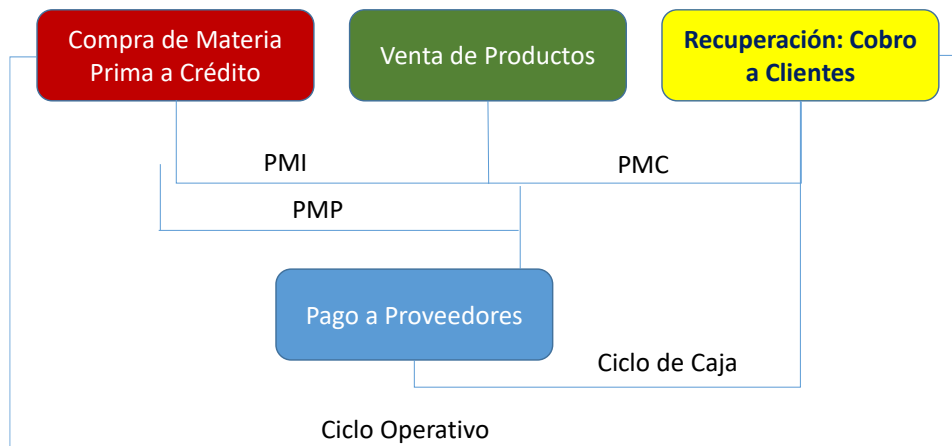 Compra de Materia
Prima a Crédito
Venta de Productos
Recuperación: Cobro
a Clientes
PMI
PMC
PMP
Pago a Proveedores
Ciclo de Caja
Ciclo Operativo